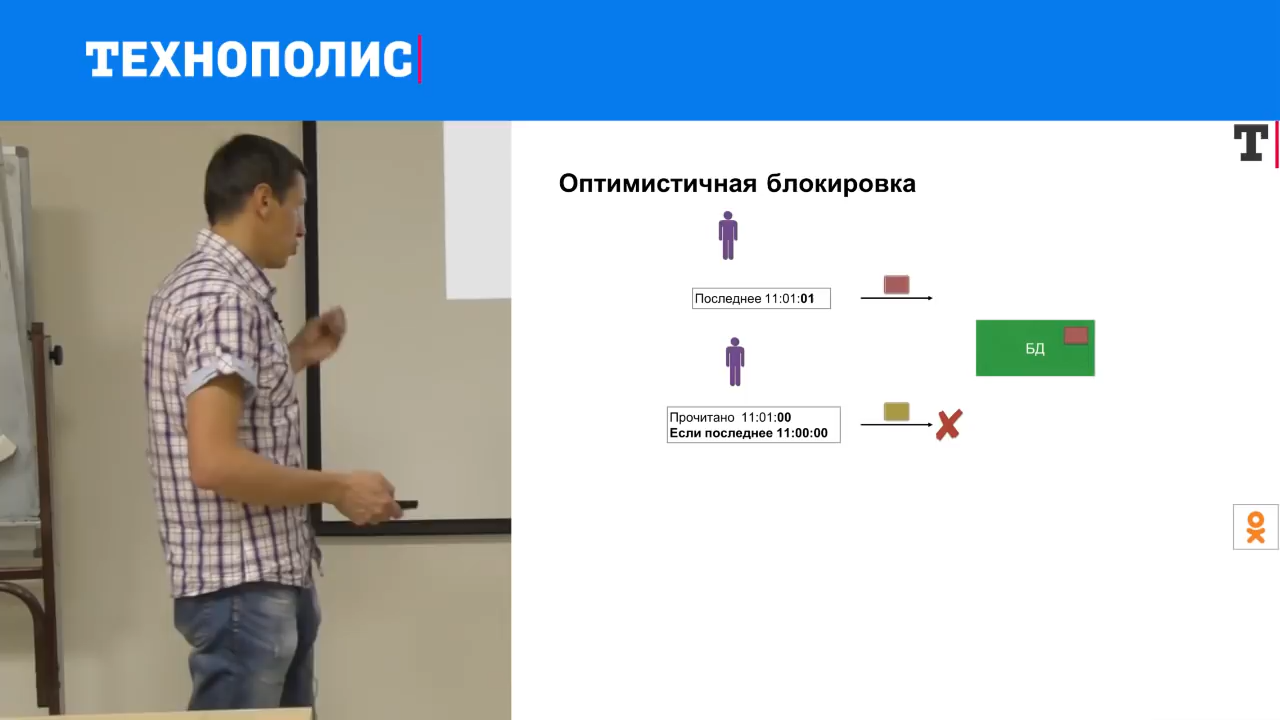 ТЕХНОПОЛИС
Т
Оптимистичная блокировка
Последнее 11:01:01
БД
Прочитано 11:01:00
Если последнее 11:00:00